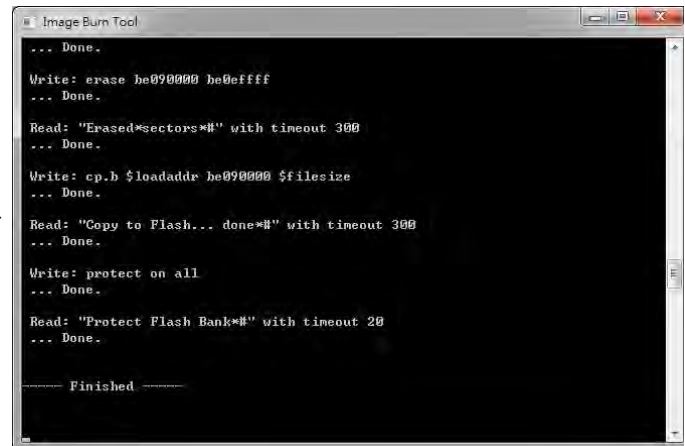 Image Burn Tool
... Done.
Write: erase be090000 be0effff
... Done.
Read: "Erased*sectors*#" with timeout 300
... Done.
Write: cp.b $loadaddr be090000 $filesize
... Done.
Read: "Copy to Flash... done*#" with timeout 300
... Done.
Write: protect on all
... Done.
Read: "Protect Flash Bank*#" with timeout 20
... Done.
----- Finished -----